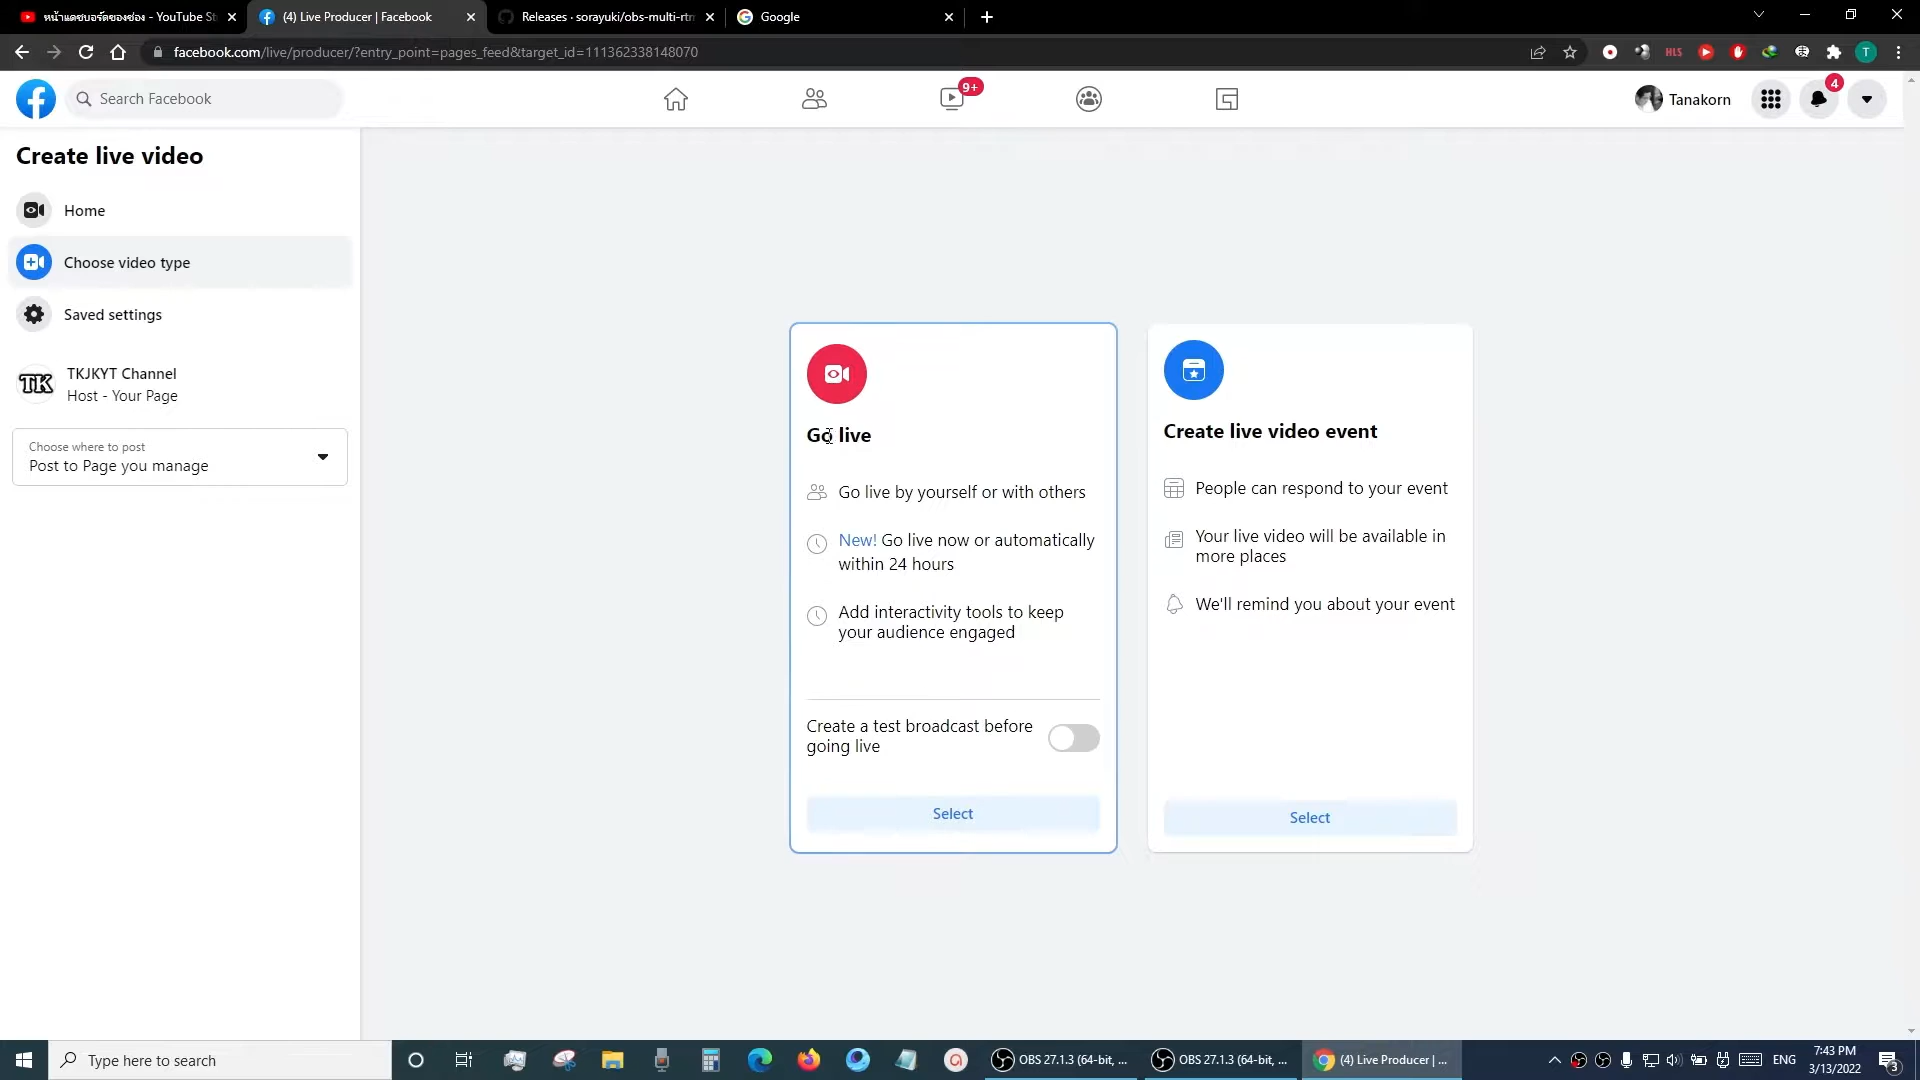 หน้าแดชบอร์ดของช่อง - YouTube St
(4) Live Producer | Facebook
Releases · sorayuki/obs-multi-rtm
Google
facebook.com/live/producer/?entry_point=pages_feed&target_id=111362338148070
HLS
T
Search Facebook
9+
Tanakorn
4
Create live video
Home
Choose video type
Saved settings
TK
TKJKYT Channel
Host - Your Page
Choose where to post
Post to Page you manage
Go live
Go live by yourself or with others
New! Go live now or automatically
within 24 hours
Add interactivity tools to keep
your audience engaged
Create a test broadcast before
going live
Select
Create live video event
People can respond to your event
Your live video will be available in
more places
We'll remind you about your event
Select
Type here to search
OBS 27.1.3 (64-bit, ...
OBS 27.1.3 (64-bit, ...
(4) Live Producer | ...
ENG
7:43 PM
3/13/2022
3